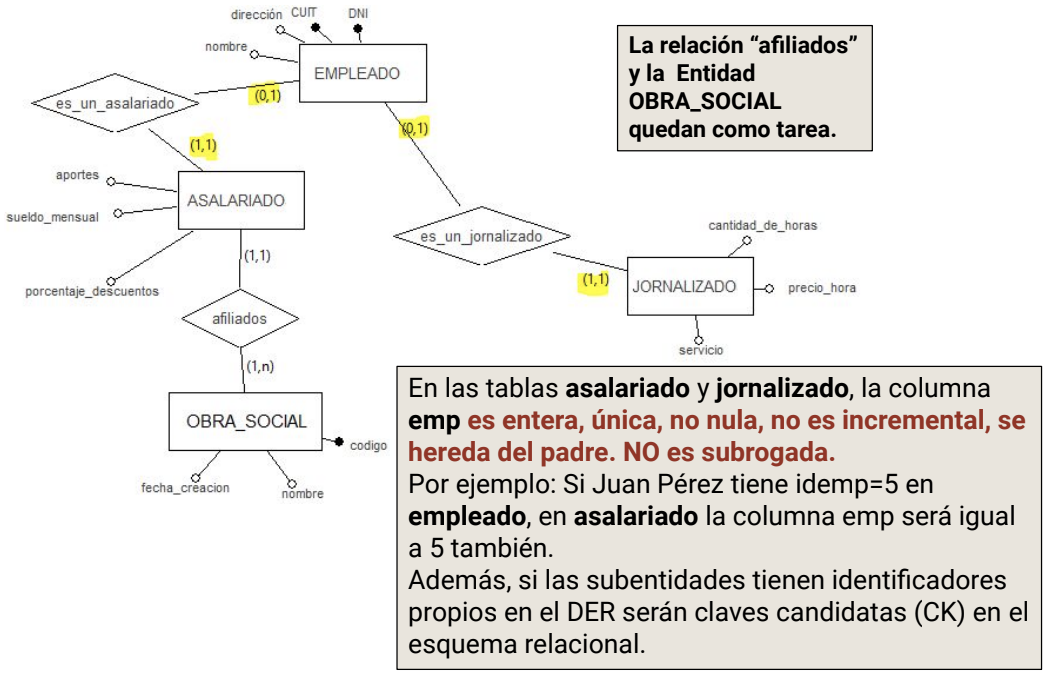 dirección CUIT DNI
nombre
EMPLEADO
es_un_asalariado
(0,1)
(0,1)
(1,1)
aportes
ASALARIADO
sueldo_mensual
porcentaje_descuentos
(1,1)
afiliados
(1,n)
OBRA_SOCIAL
codigo
fecha_creacion
nombre
es_un_jornalizado
(1,1)
cantidad_de_horas
JORNALIZADO
precio_hora
servicio
La relación “afiliados”
y la Entidad
OBRA_SOCIAL
quedan como tarea.
En las tablas asalariado y jornalizado, la columna
emp es entera, única, no nula, no es incremental, se
hereda del padre. NO es subrogada.
Por ejemplo: Si Juan Pérez tiene idemp=5 en
empleado, en asalariado la columna emp será igual
a 5 también.
Además, si las subentidades tienen identificadores
propios en el DER serán claves candidatas (CK) en el
esquema relacional.